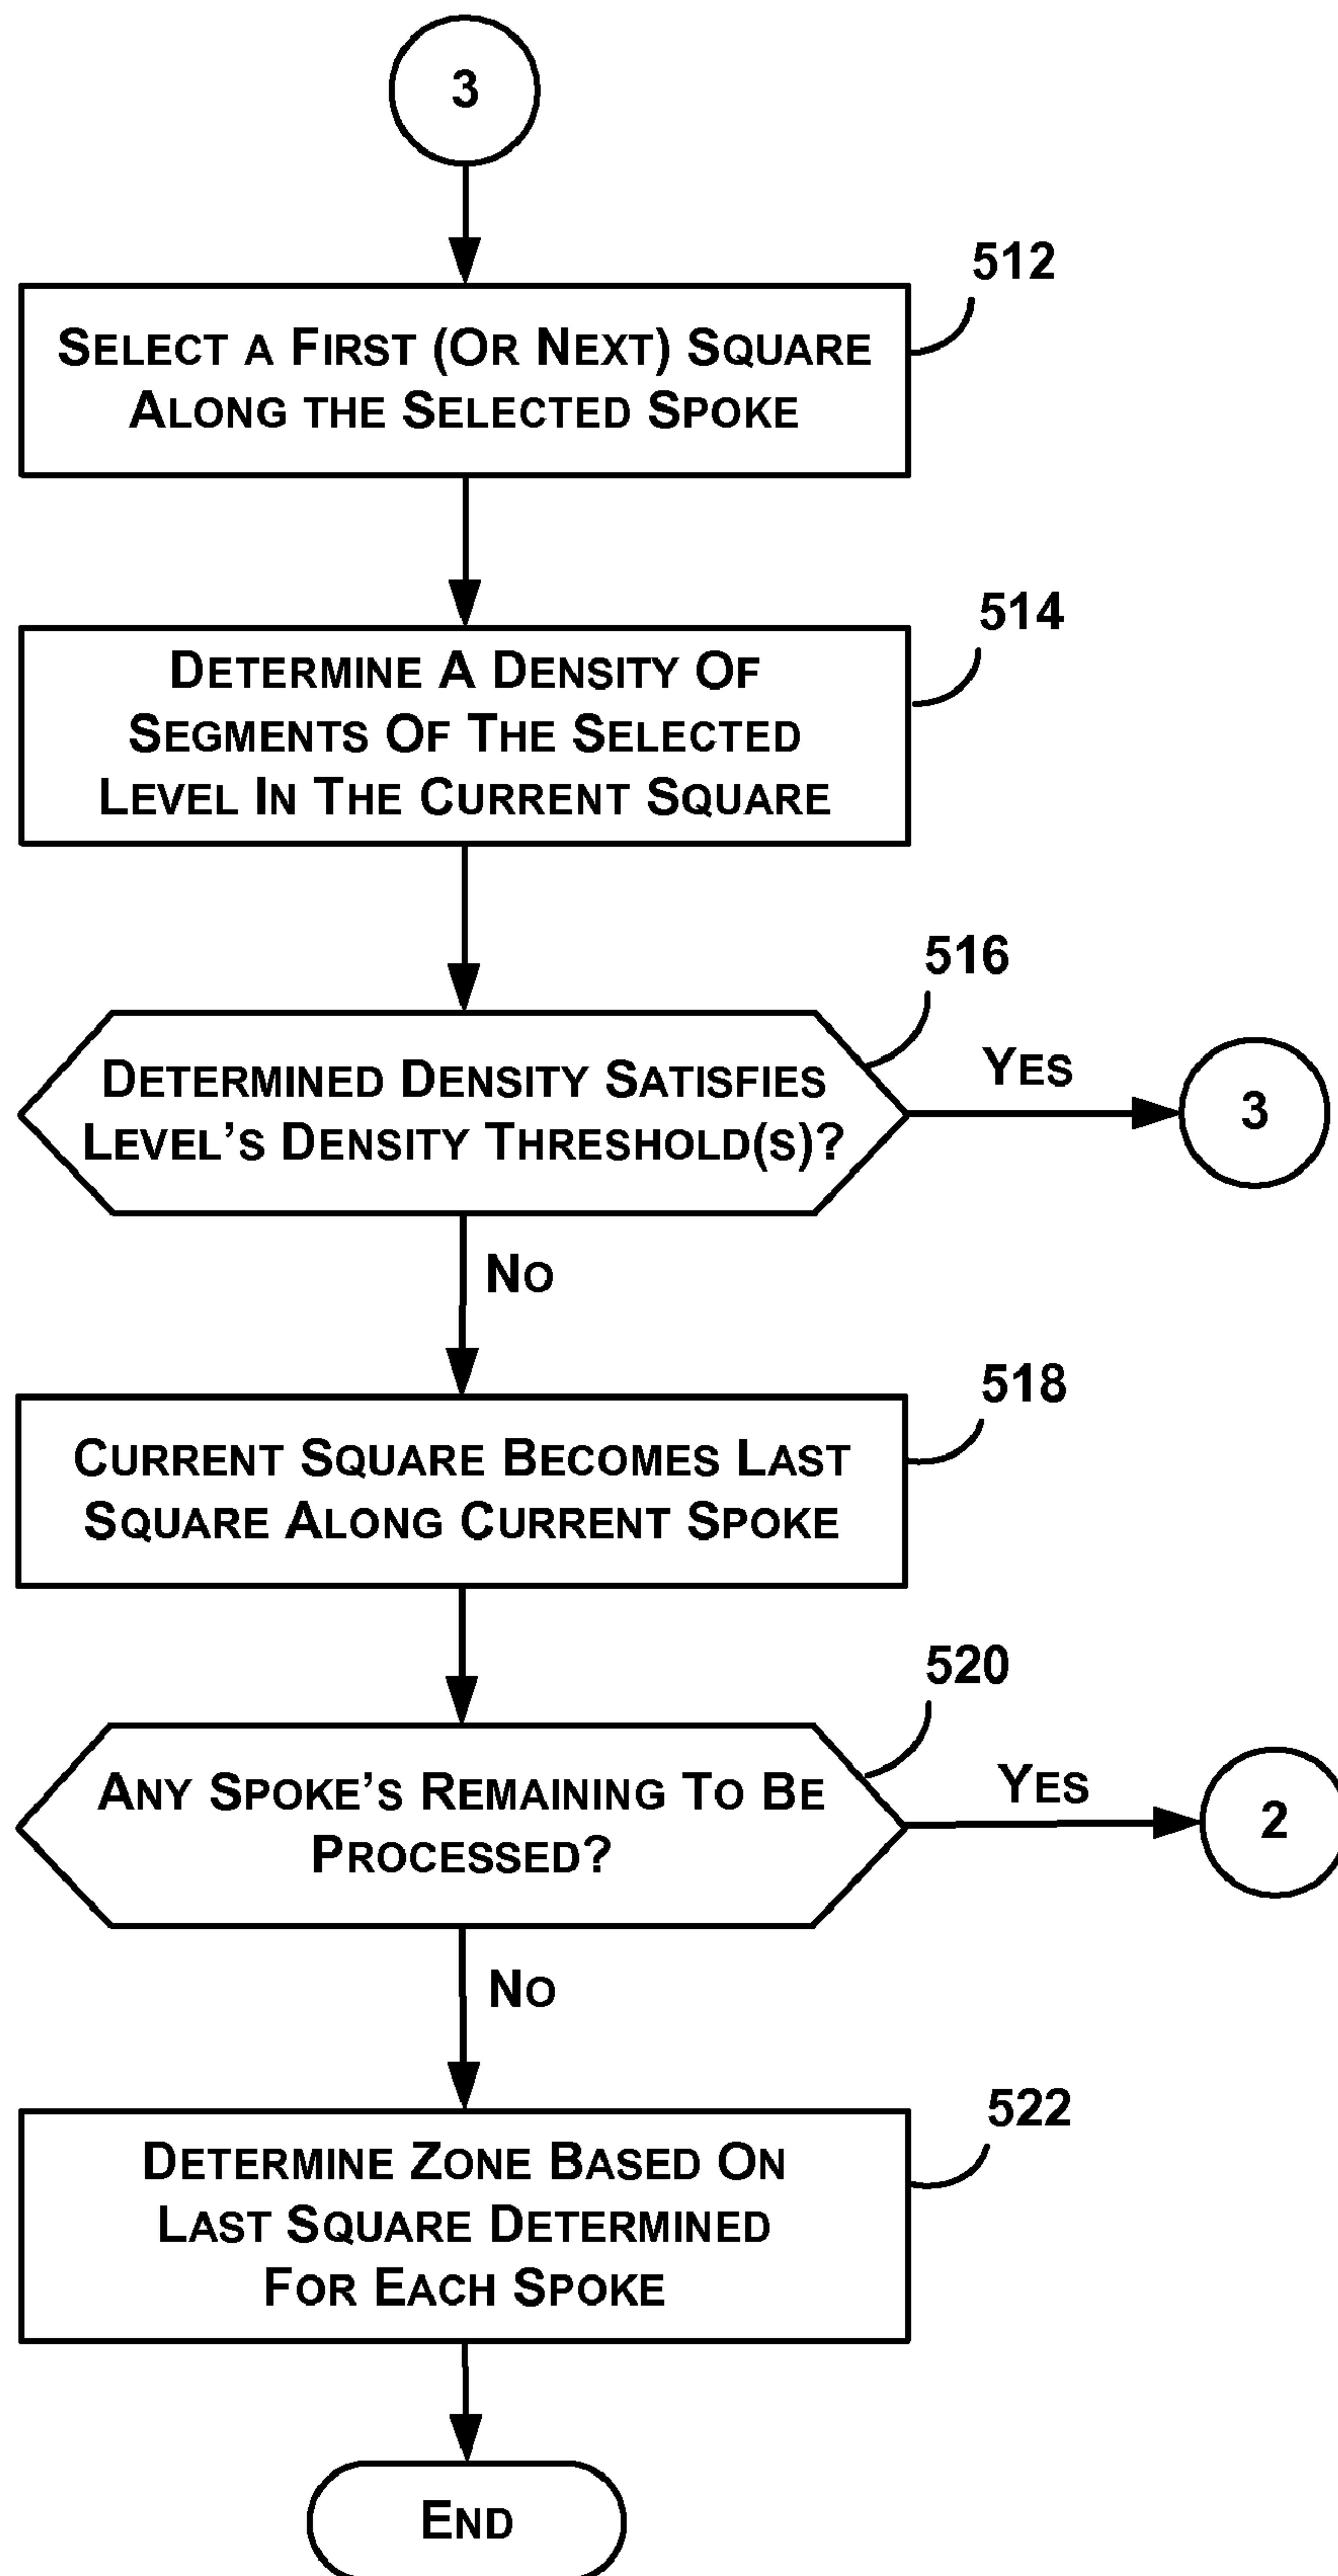 3
512
SELECT A FIRST (OR NEXT) SQUARE
ALONG THE SELECTED SPOKE
514
DETERMINE A DENSITY OF
SEGMENTS OF THE SELECTED
LEVEL IN THE CURRENT SQUARE
516
DETERMINED DENSITY SATISFIES
LEVEL'S DENSITY THRESHOLD(S)?
YES
3
NO
518
CURRENT SQUARE BECOMES LAST
SQUARE ALONG CURRENT SPOKE
520
ANY SPOKE'S REMAINING TO BE
PROCESSED?
YES
2
NO
522
DETERMINE ZONE BASED ON
LAST SQUARE DETERMINED
FOR EACH SPOKE
END